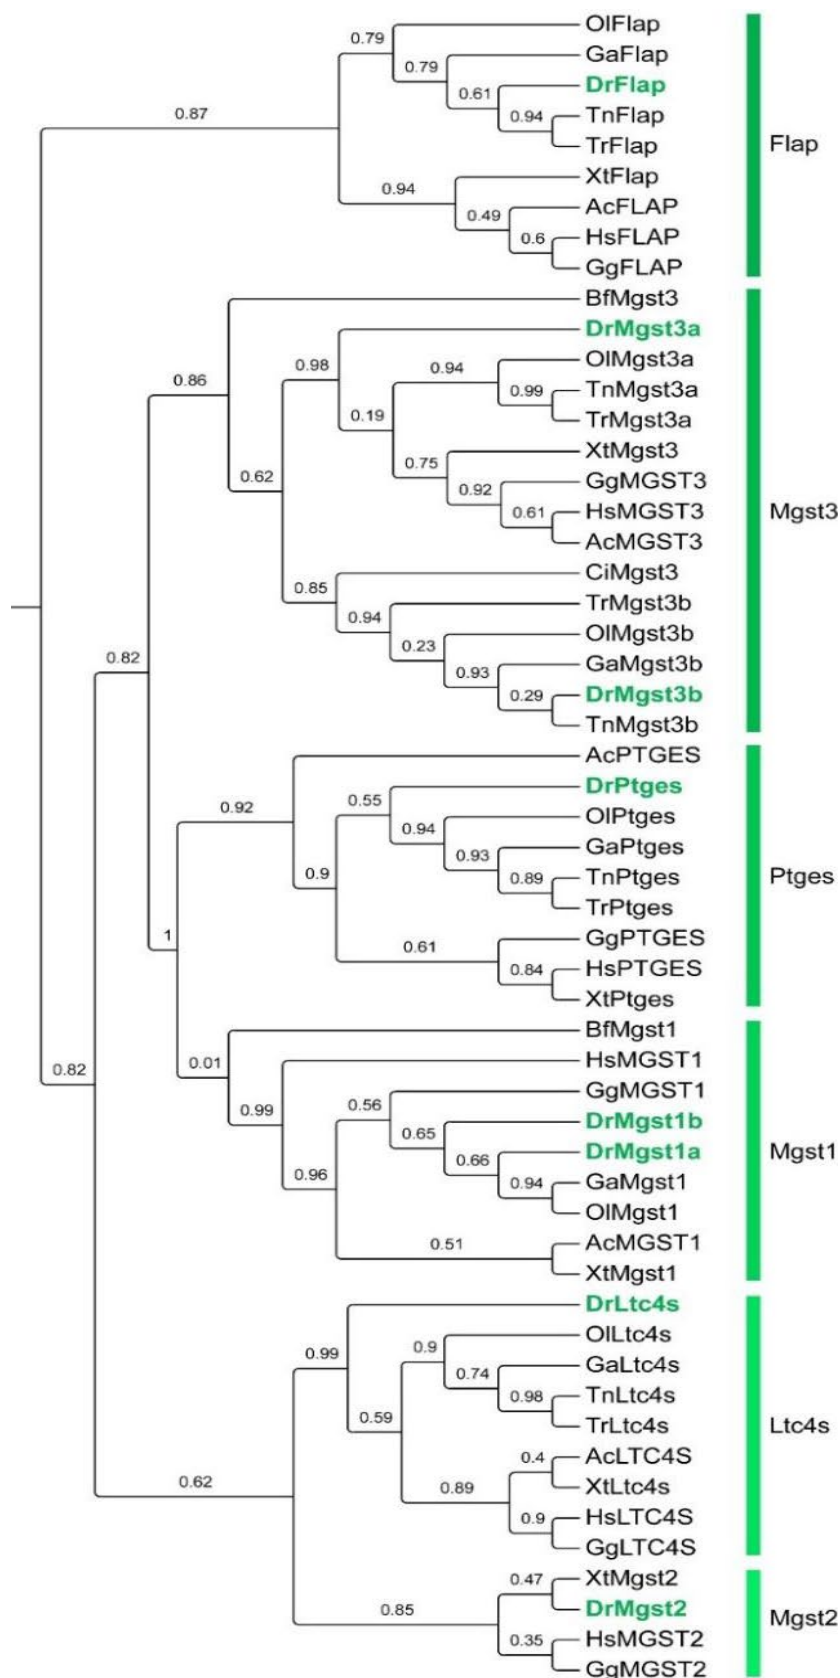 OlFlap
0.79
GaFlap
0.79
DrFlap
0.61
0.94
TnFlap
0.87
TrFlap
Flap
XtFlap
0.94
AcFLAP
0.49
HsFLAP
0.6
GgFLAP
BfMgst3
DrMgst3a
0.98
OlMgst3a
0.94
0.86
TnMgst3a
0.99
0.19
TrMgst3a
XtMgst3
0.75
0.62
GgMGST3
0.92
HsMGST3
0.61
Mgst3
AcMGST3
CiMgst3
0.85
TrMgst3b
0.94
OlMgst3b
0.23
0.82
GaMgst3b
0.93
DrMgst3b
0.29
TnMgst3b
AcPTGES
DrPtges
0.55
0.92
OlPtges
0.94
GaPtges
0.93
TnPtges
0.89
Ptges
0.9
TrPtges
GgPTGES
1
0.61
HsPTGES
0.84
XtPtges
BfMgst1
HsMGST1
0.82
0.01
GgMGST1
0.56
0.99
DrMgst1b
0.65
DrMgst1a
0.66
Mgst1
0.96
GaMgst1
0.94
OlMgst1
AcMGST1
0.51
XtMgst1
DrLtc4s
OlLtc4s
0.9
0.99
GaLtc4s
0.74
TnLtc4s
0.98
0.59
TrLtc4s
Ltc4s
AcLTC4S
0.4
0.62
XtLtc4s
0.89
HsLTC4S
0.9
GgLTC4S
XtMgst2
0.47
DrMgst2
0.85
Mgst2
HsMGST2
0.35
GgMGST2